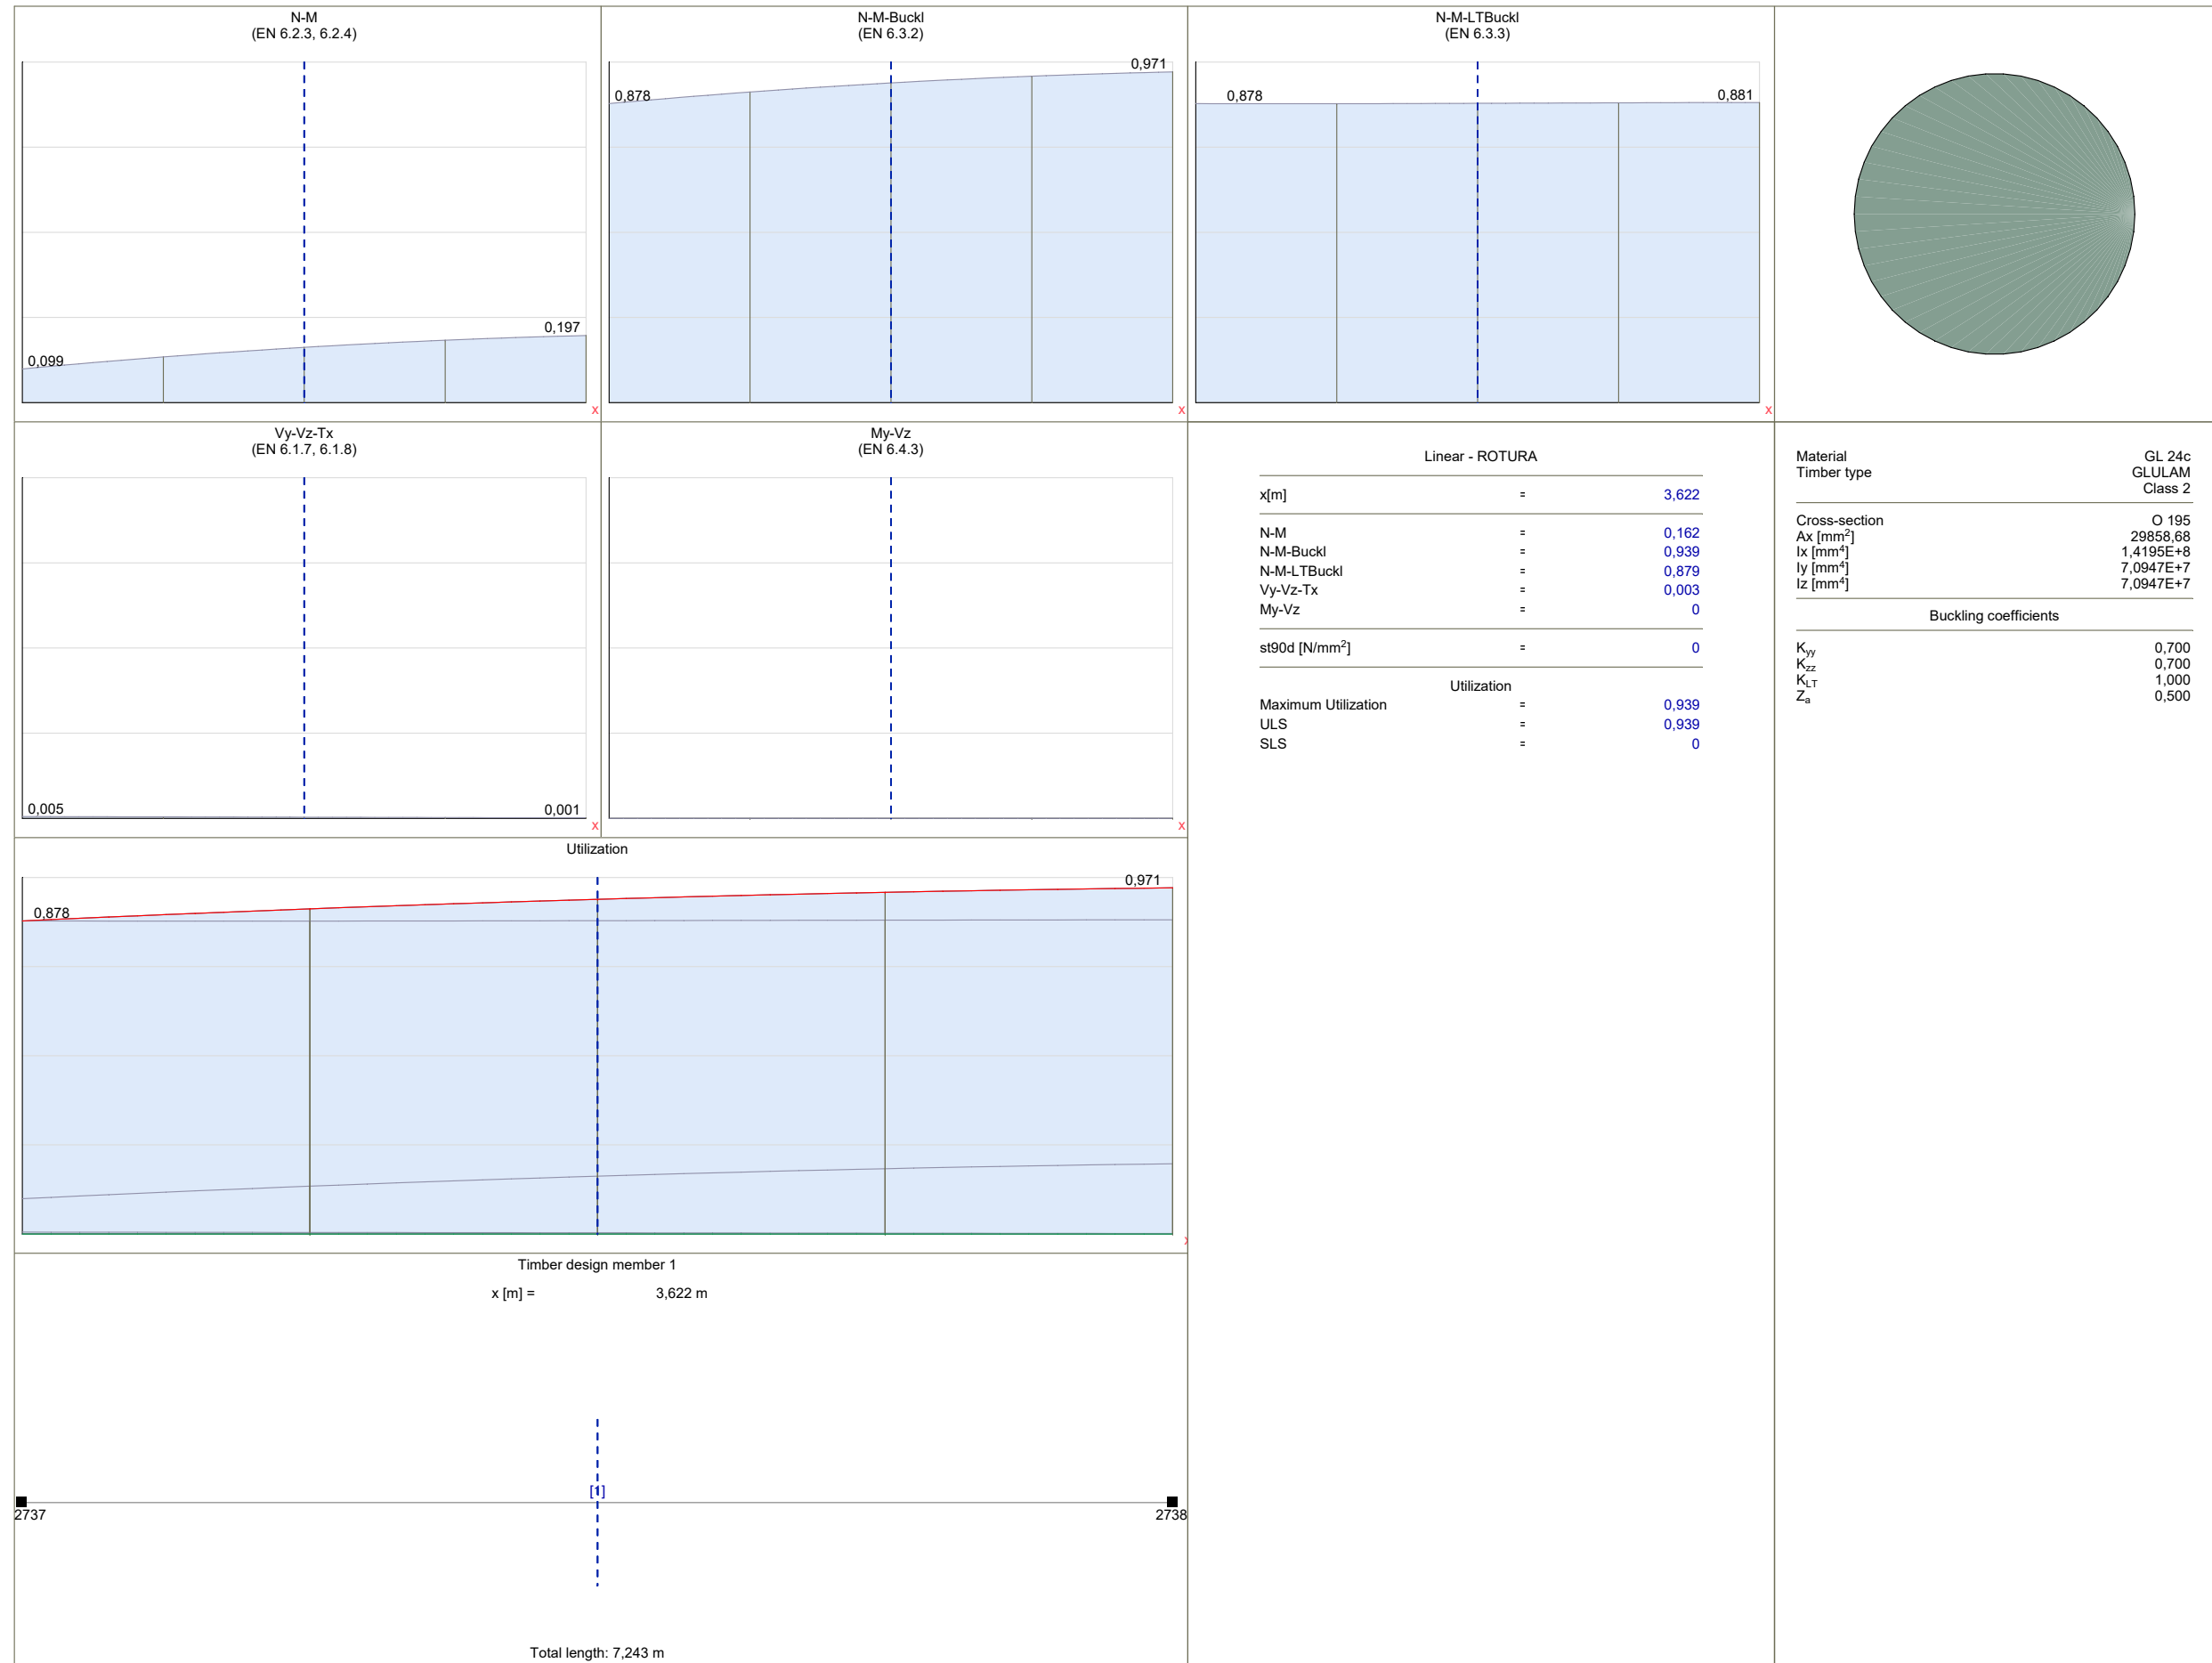 N-M
(EN 6.2.3, 6.2.4)
0,099
0,197
x
N-M-Buckl
(EN 6.3.2)
0,878
0,971
x
N-M-LTBuckl
(EN 6.3.3)
0,878
0,881
x
Vy-Vz-Tx
(EN 6.1.7, 6.1.8)
0,005
0,001
x
My-Vz
(EN 6.4.3)
x
Linear - ROTURA
x[m] = 3,622
N-M = 0,162
N-M-Buckl = 0,939
N-M-LTBuckl = 0,879
Vy-Vz-Tx = 0,003
My-Vz = 0
st90d [N/mm²] = 0
Utilization
Maximum Utilization = 0,939
ULS = 0,939
SLS = 0
Material GL 24c
Timber type GLULAM
Class 2
Cross-section O 195
Ax [mm²] 29858,68
Ix [mm⁴] 1,4195E+8
Iy [mm⁴] 7,0947E+7
Iz [mm⁴] 7,0947E+7
Buckling coefficients
Kyy 0,700
Kzz 0,700
KLT 1,000
Za 0,500
Utilization
0,878
0,971
Timber design member 1
x [m] = 3,622 m
[1]
2737
2738
Total length: 7,243 m